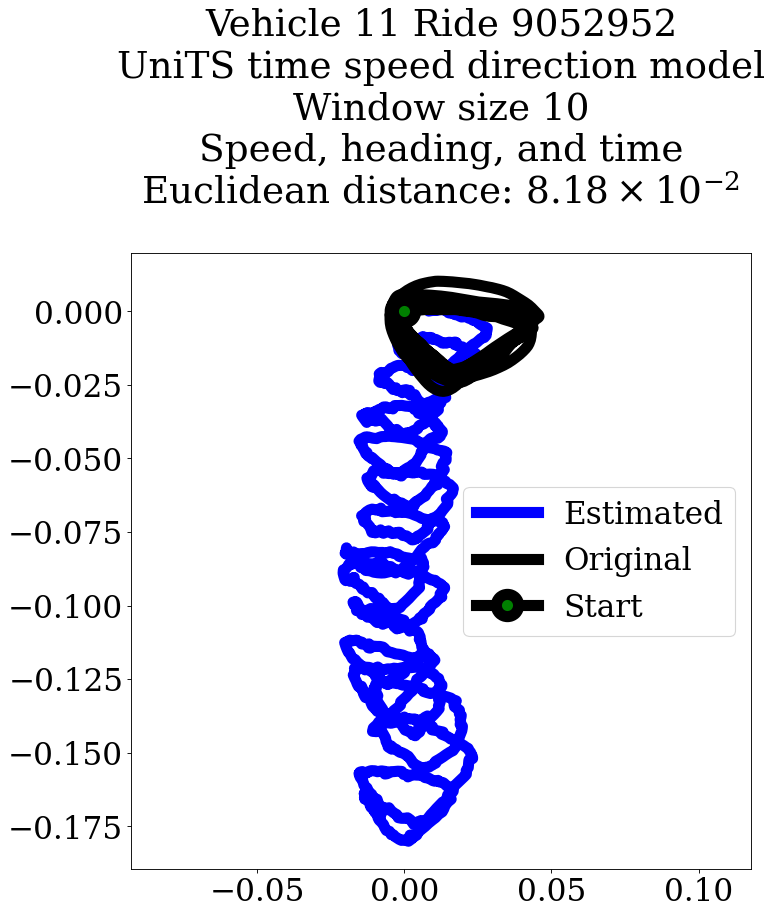 Vehicle 11 Ride 9052952
UniTS time speed direction model
Window size 10
Speed, heading, and time
Euclidean distance: 8.18 × 10⁻²
0.000
−0.025
−0.050
−0.075
−0.100
−0.125
−0.150
−0.175
Estimated
Original
Start
−0.05 0.00 0.05 0.10